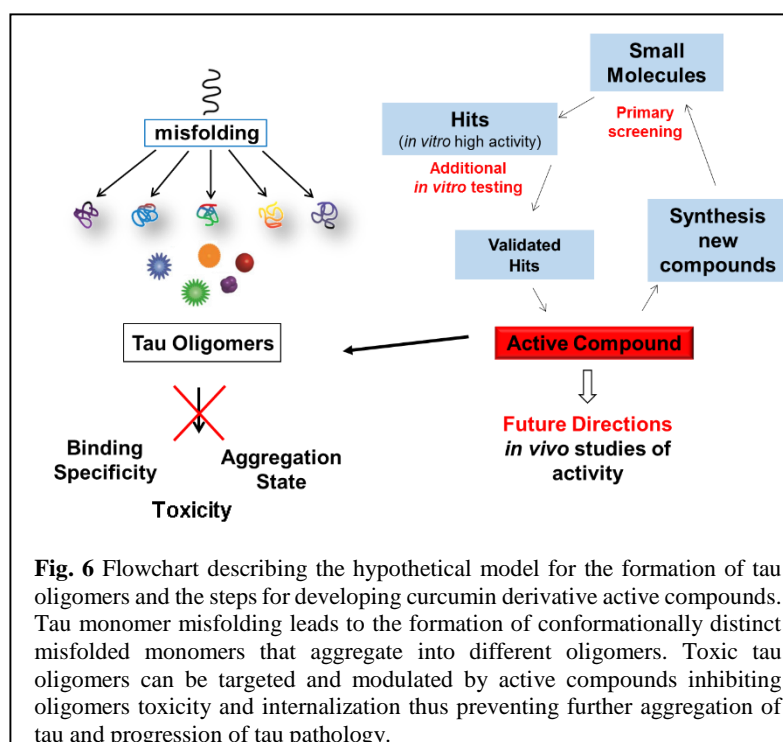 misfolding
Tau Oligomers
Binding
Specificity
Aggregation
State
Toxicity
Small
Molecules
Primary
screening
Hits
(in vitro high activity)
Additional
in vitro testing
Validated
Hits
Synthesis
new
compounds
Active Compound
Future Directions
in vivo studies of
activity
Fig. 6 Flowchart describing the hypothetical model for the formation of tau
oligomers and the steps for developing curcumin derivative active compounds.
Tau monomer misfolding leads to the formation of conformationally distinct
misfolded monomers that aggregate into different oligomers. Toxic tau
oligomers can be targeted and modulated by active compounds inhibiting
oligomers toxicity and internalization thus preventing further aggregation of
tau and progression of tau pathology.